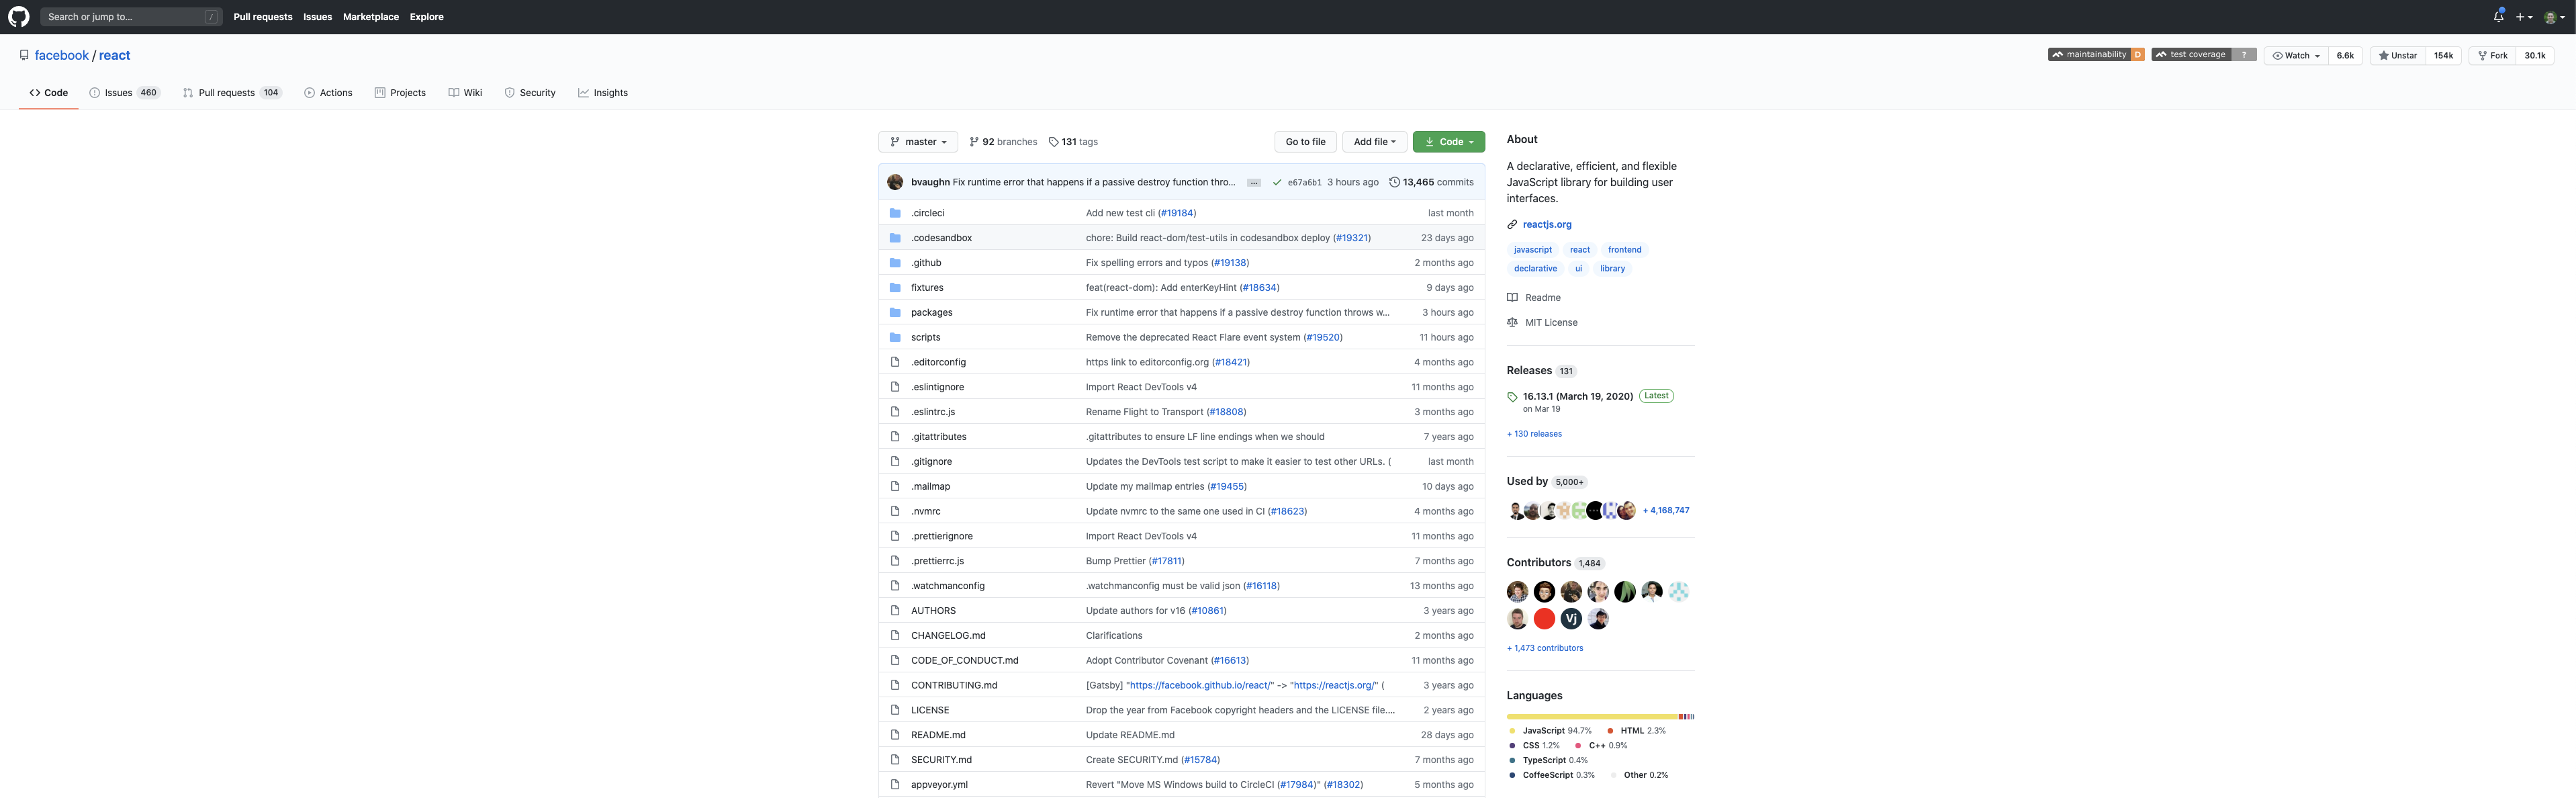 Search or jump to... /
Pull requests Issues Marketplace Explore
facebook / react
maintainability D test coverage ? Watch 6.6k Unstar 154k Fork 30.1k
Code Issues 460 Pull requests 104 Actions Projects Wiki Security Insights
master 92 branches 131 tags Go to file Add file Code
bvaughn Fix runtime error that happens if a passive destroy function thro... ... e67a6b1 3 hours ago 13,465 commits
.circleci Add new test cli (#19184) last month
.codesandbox chore: Build react-dom/test-utils in codesandbox deploy (#19321) 23 days ago
.github Fix spelling errors and typos (#19138) 2 months ago
fixtures feat(react-dom): Add enterKeyHint (#18634) 9 days ago
packages Fix runtime error that happens if a passive destroy function throws w... 3 hours ago
scripts Remove the deprecated React Flare event system (#19520) 11 hours ago
.editorconfig https link to editorconfig.org (#18421) 4 months ago
.eslintignore Import React DevTools v4 11 months ago
.eslintrc.js Rename Flight to Transport (#18808) 3 months ago
.gitattributes .gitattributes to ensure LF line endings when we should 7 years ago
.gitignore Updates the DevTools test script to make it easier to test other URLs. ( last month
.mailmap Update my mailmap entries (#19455) 10 days ago
.nvmrc Update nvmrc to the same one used in CI (#18623) 4 months ago
.prettierignore Import React DevTools v4 11 months ago
.prettierrc.js Bump Prettier (#17811) 7 months ago
.watchmanconfig .watchmanconfig must be valid json (#16118) 13 months ago
AUTHORS Update authors for v16 (#10861) 3 years ago
CHANGELOG.md Clarifications 2 months ago
CODE_OF_CONDUCT.md Adopt Contributor Covenant (#16613) 11 months ago
CONTRIBUTING.md [Gatsby] "https://facebook.github.io/react/" -> "https://reactjs.org/" ( 3 years ago
LICENSE Drop the year from Facebook copyright headers and the LICENSE file.... 2 years ago
README.md Update README.md 28 days ago
SECURITY.md Create SECURITY.md (#15784) 7 months ago
appveyor.yml Revert "Move MS Windows build to CircleCI (#17984)" (#18302) 5 months ago
About
A declarative, efficient, and flexible
JavaScript library for building user
interfaces.
reactjs.org
javascript react frontend
declarative ui library
Readme
MIT License
Releases 131
16.13.1 (March 19, 2020) Latest
on Mar 19
+ 130 releases
Used by 5,000+
+ 4,168,747
Contributors 1,484
Vj
+ 1,473 contributors
Languages
JavaScript 94.7% HTML 2.3%
CSS 1.2% C++ 0.9%
TypeScript 0.4%
CoffeeScript 0.3% Other 0.2%